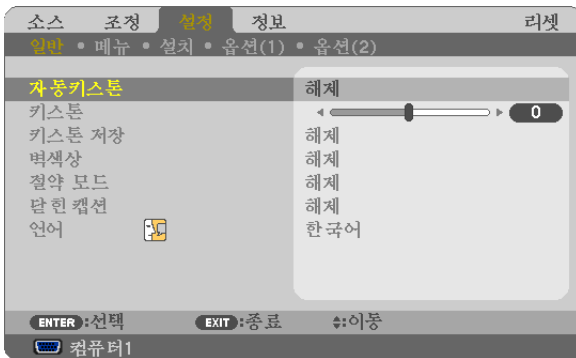 소스 조정 설정 정보 리셋
일반 • 메뉴 • 설치 • 옵션(1) • 옵션(2)
자동키스톤 해제
키스톤 0
키스톤 저장 해제
벽색상 해제
절약 모드 해제
닫힌 캡션 해제
언어 한국어
ENTER :선택 EXIT :종료 :이동
컴퓨터1